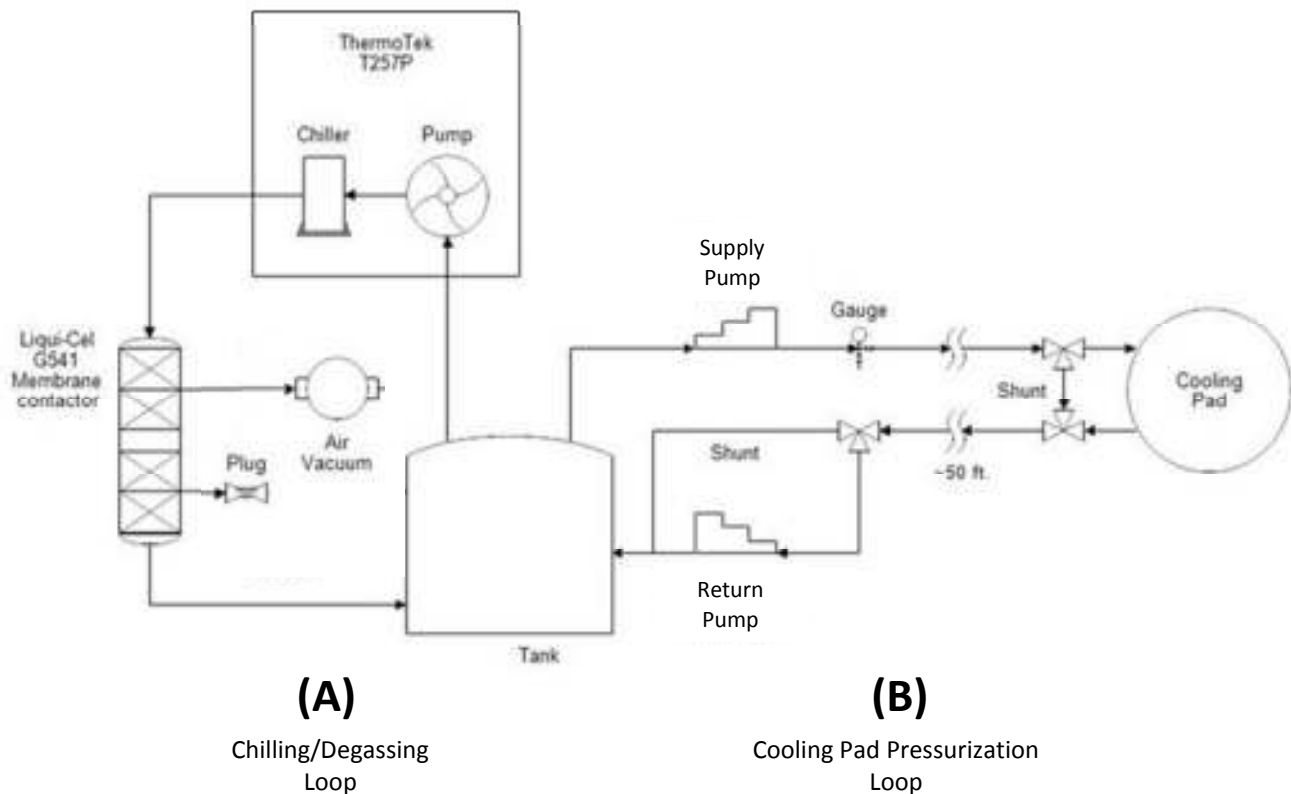 ThermoTek
T257P
Chiller
Pump
Supply
Pump
Gauge
Liqui-Cel
G541
Membrane
contactor
Cooling
Pad
Shunt
Air
Vacuum
Plug
Shunt
~50 ft.
Return
Pump
Tank
(A)
(B)
Chilling/Degassing
Loop
Cooling Pad Pressurization
Loop